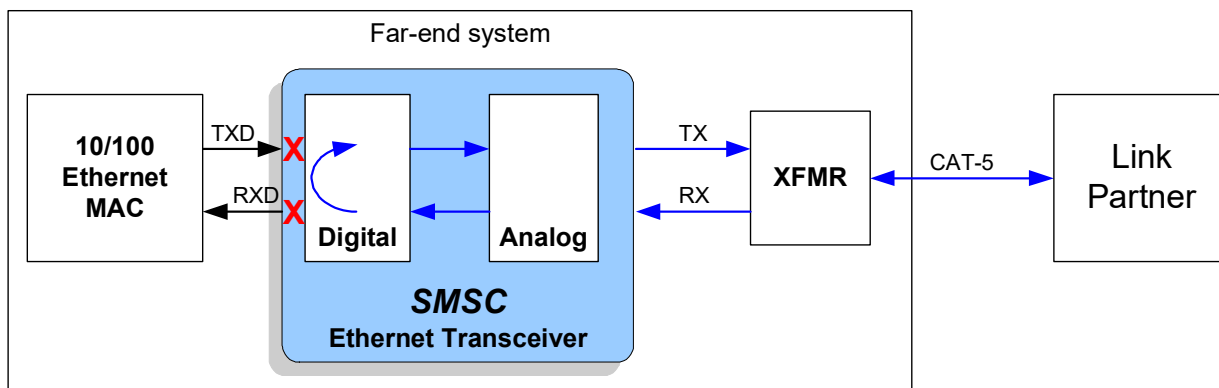 Far-end system
10/100
Ethernet
MAC
TXD
RXD
X
X
Digital
Analog
SMSC
Ethernet Transceiver
TX
RX
XFMR
CAT-5
Link
Partner